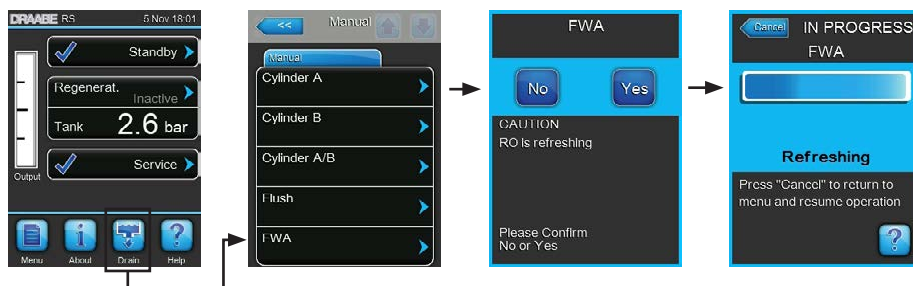 DRAABE RS 5 Nov 18:01
Standby
Regenerat.
Inactive
Tank 2.6 bar
Service
Output
Menu About Drain Help
<< Manual
Manual
Cylinder A
Cylinder B
Cylinder A/B
Flush
FWA
FWA
No Yes
CAUTION
RO is refreshing
Please Confirm
No or Yes
Cancel IN PROGRESS
FWA
Refreshing
Press "Cancel" to return to
menu and resume operation
?